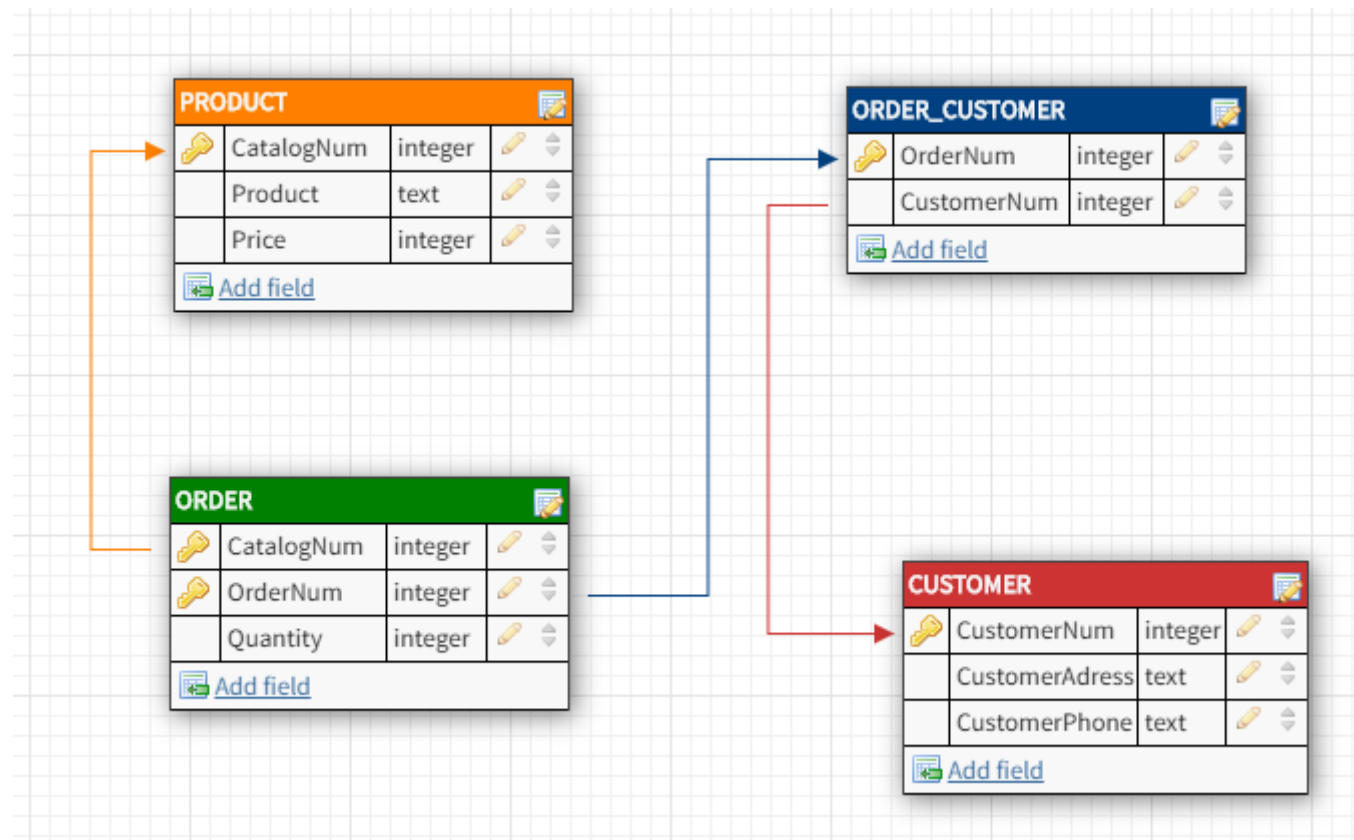 PRODUCT
CatalogNum integer
Product text
Price integer
Add field
ORDER_CUSTOMER
OrderNum integer
CustomerNum integer
Add field
ORDER
CatalogNum integer
OrderNum integer
Quantity integer
Add field
CUSTOMER
CustomerNum integer
CustomerAdress text
CustomerPhone text
Add field